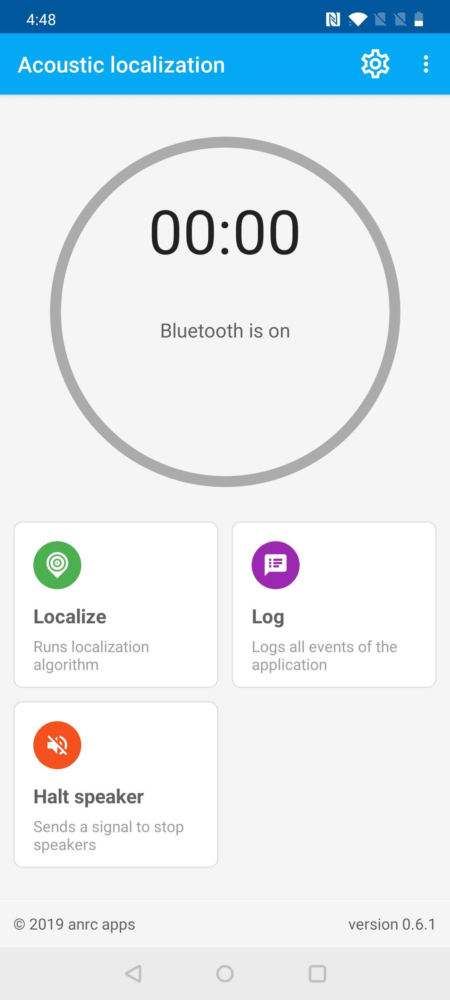 4:48
Acoustic localization
00:00
Bluetooth is on
Localize
Runs localization
algorithm
Log
Logs all events of the
application
Halt speaker
Sends a signal to stop
speakers
© 2019 anrc apps
version 0.6.1